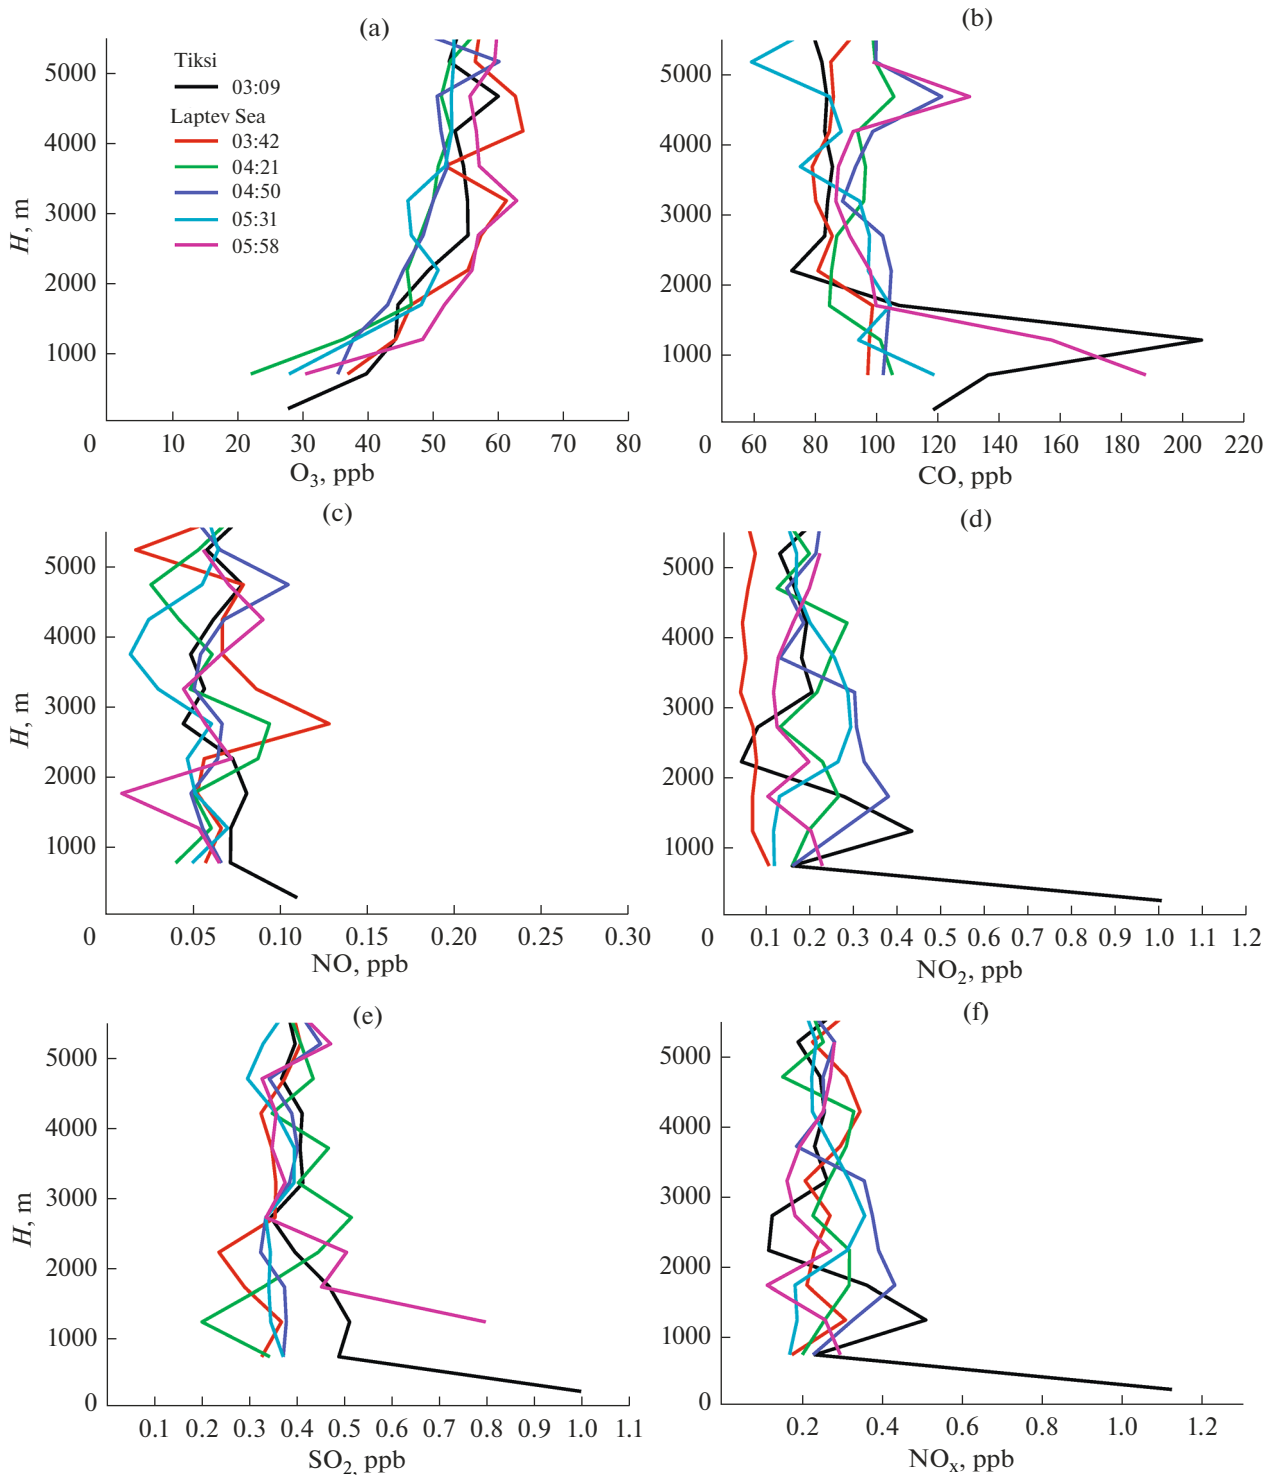 (a)
Tiksi
03:09
Laptev Sea
03:42
04:21
04:50
05:31
05:58
5000
4000
3000
2000
1000
H, m
0 10 20 30 40 50 60 70 80
O3, ppb
(b)
5000
4000
3000
2000
1000
0 60 80 100 120 140 160 180 200 220
CO, ppb
(c)
5000
4000
3000
2000
1000
H, m
0 0.05 0.10 0.20 0.20 0.25 0.30
NO, ppb
(d)
5000
4000
3000
2000
1000
0 0.1 0.2 0.3 0.4 0.5 0.6 0.7 0.8 1.0 1.0 1.1 1.2
NO2, ppb
(e)
5000
4000
3000
2000
1000
0
H, m
0.1 0.2 0.3 0.4 0.5 0.6 0.7 0.8 1.0 1.0 1.1
SO2, ppb
(f)
5000
4000
3000
2000
1000
0
0.2 0.4 0.6 0.8 1.0 1.2
NOx, ppb